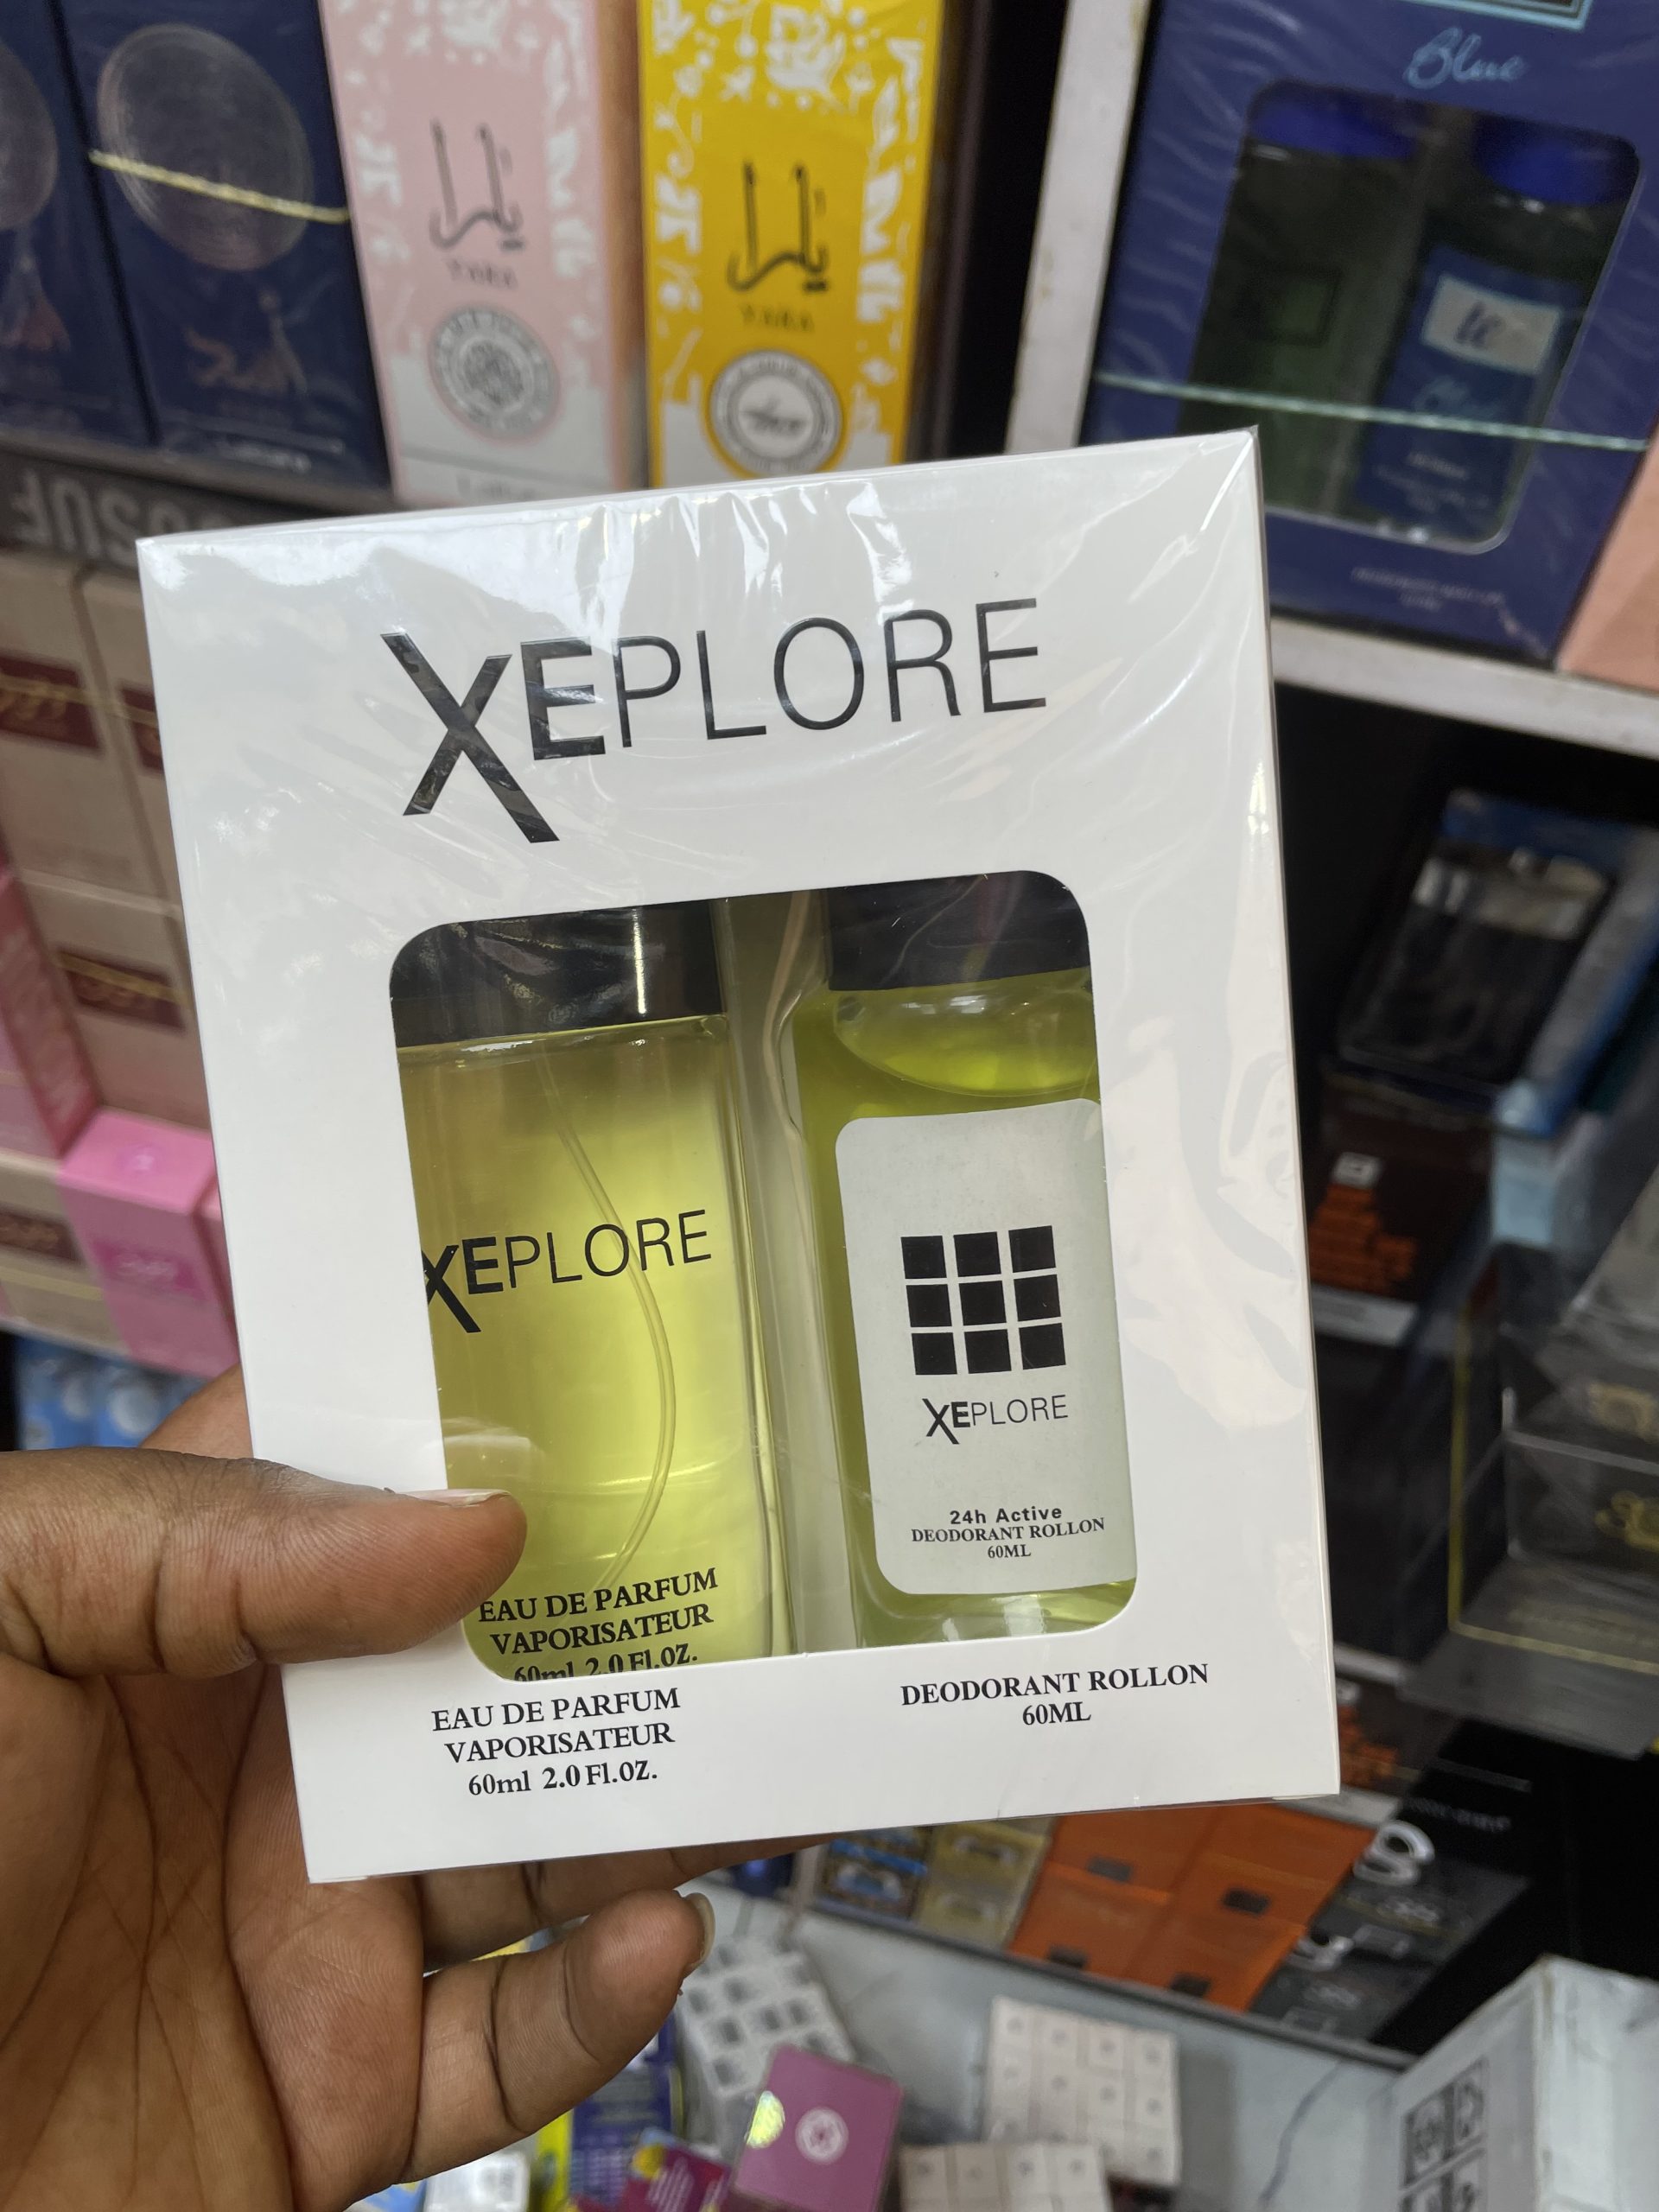 Blue
يارا
YARA
يارا
YARA
XEPLORE
XEPLORE
EAU DE PARFUM
VAPORISATEUR
60ml 2.0 Fl.OZ.
XEPLORE
24h Active
DEODORANT ROLLON
60ML
EAU DE PARFUM
VAPORISATEUR
60ml 2.0 Fl.OZ.
DEODORANT ROLLON
60ML